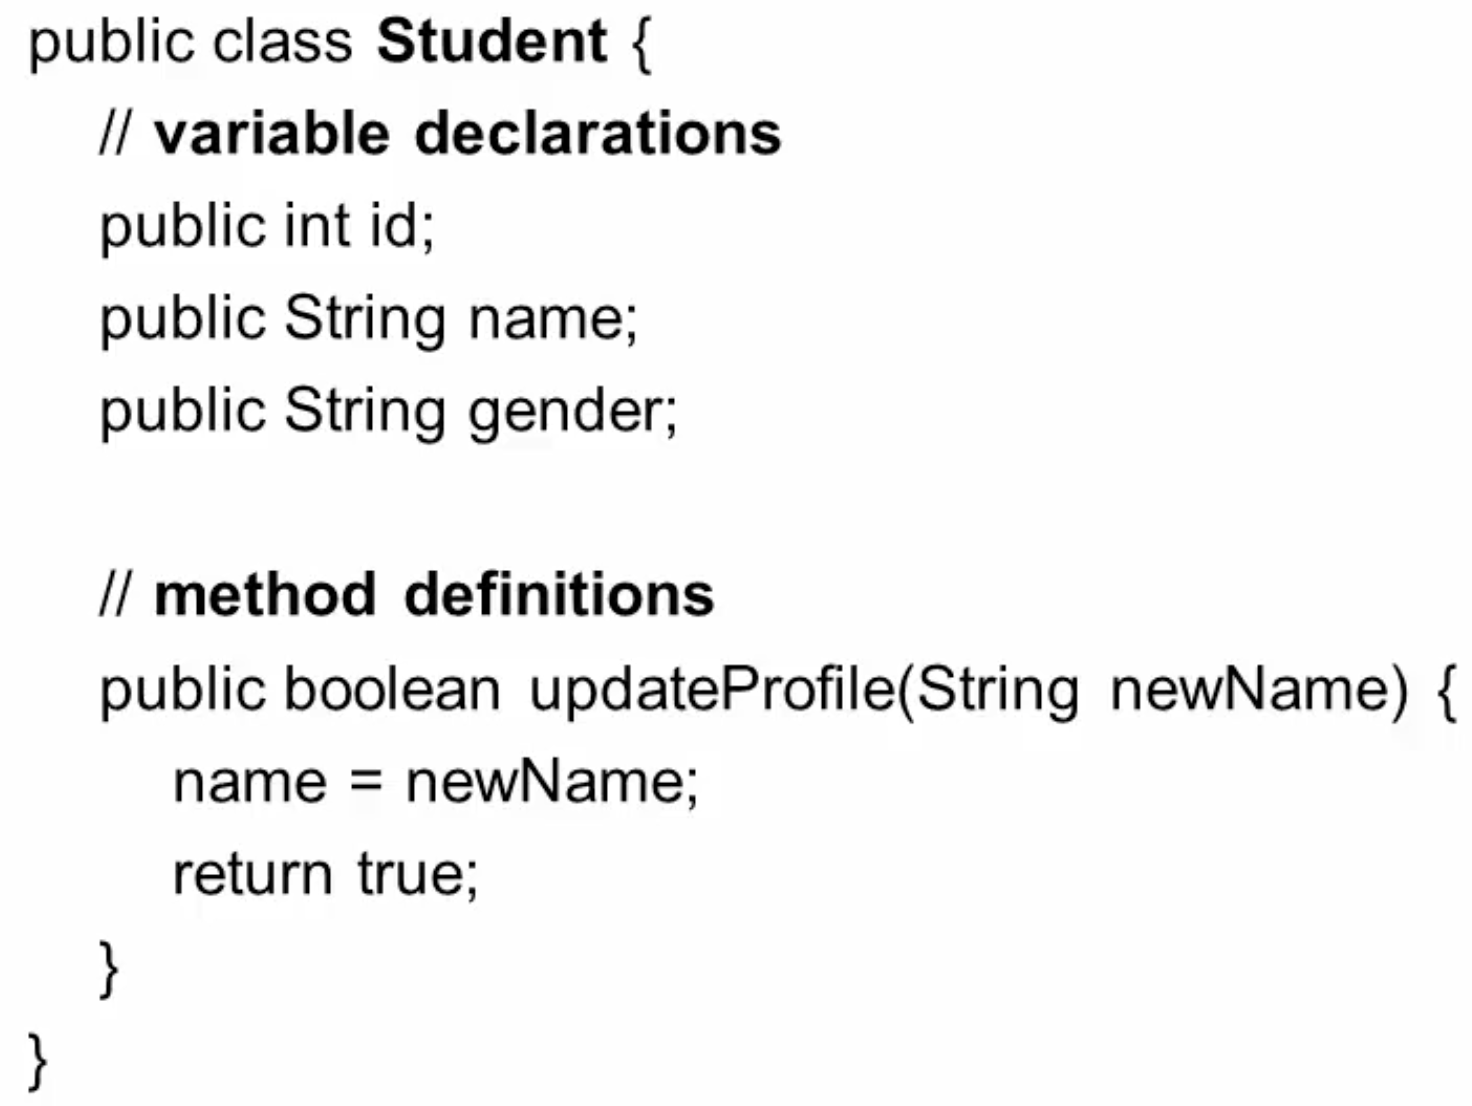 public class Student {
// variable declarations
public int id;
public String name;
public String gender;
// method definitions
public boolean updateProfile(String newName) {
name = newName;
return true;
}
}